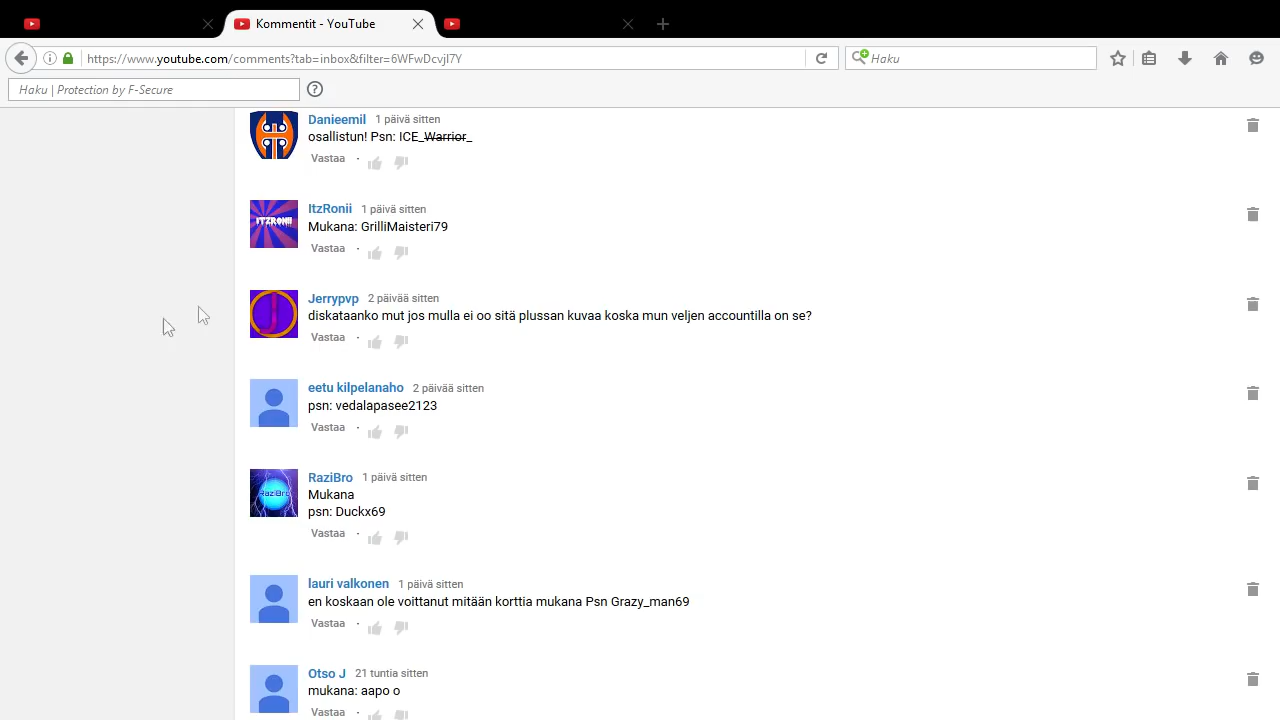 Kommentit - YouTube
https://www.youtube.com/comments?tab=inbox&filter=6WFwDcvjI7Y
Haku
Haku | Protection by F-Secure
Danieemil 1 päivä sitten
osallistun! Psn: ICE_Warrior_
Vastaa ·
ITZRONII
ItzRonii 1 päivä sitten
Mukana: GrilliMaisteri79
Vastaa ·
Jerrypvp 2 päivää sitten
diskataanko mut jos mulla ei oo sitä plussan kuvaa koska mun veljen accountilla on se?
Vastaa ·
eetu kilpelanaho 2 päivää sitten
psn: vedalapasee2123
Vastaa ·
RaziBro
RaziBro 1 päivä sitten
Mukana
psn: Duckx69
Vastaa ·
lauri valkonen 1 päivä sitten
en koskaan ole voittanut mitään korttia mukana Psn Grazy_man69
Vastaa ·
Otso J 21 tuntia sitten
mukana: aapo o
Vastaa ·